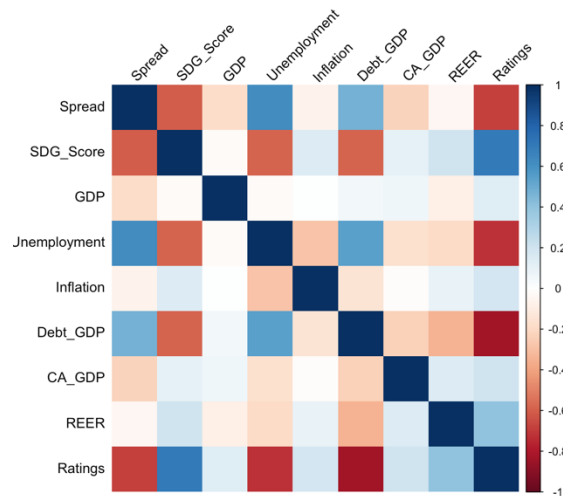 Spread
SDG_Score
GDP
Unemployment
Inflation
Debt_GDP
CA_GDP
REER
Ratings
Spread
SDG_Score
GDP
Jnemployment
Inflation
Debt_GDP
CA_GDP
REER
Ratings
1
0.8
0.6
0.4
0.2
0
-0.2
-0.4
-0.6
-0.8
-1